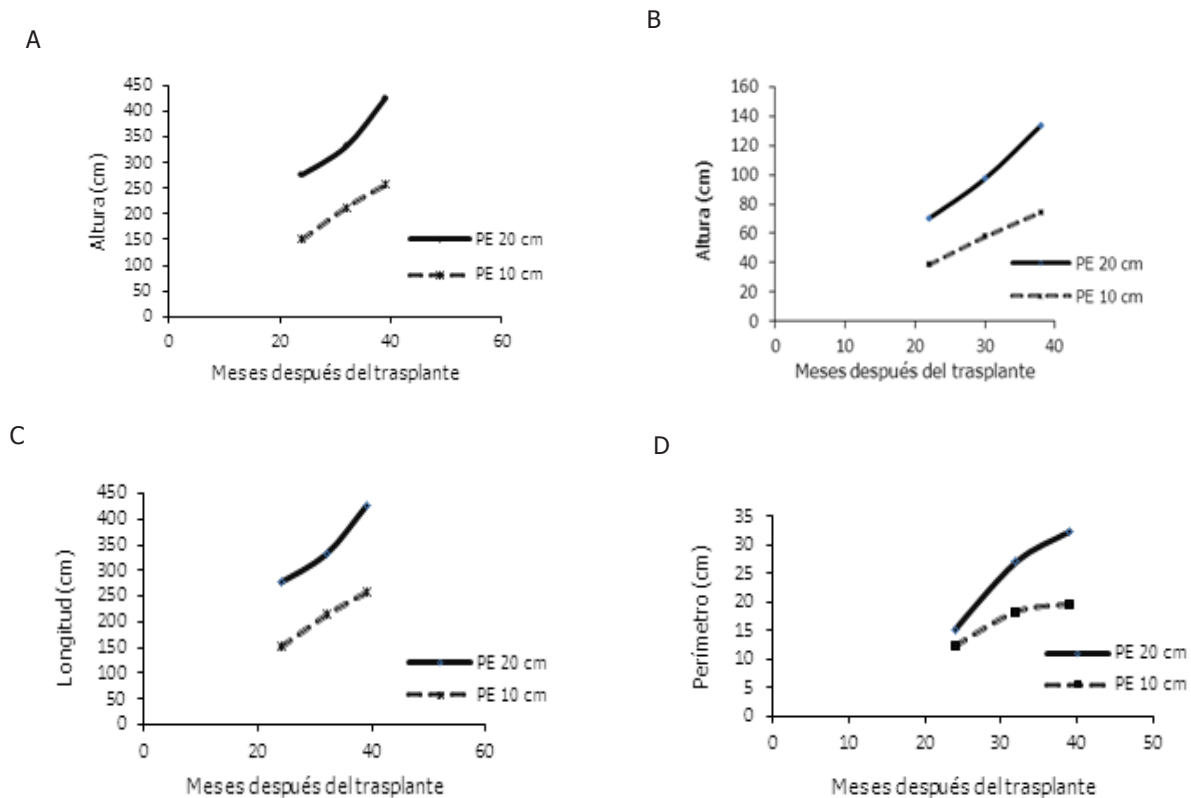 A
450
400
350
300
250
200
150
100
50
0
Altura (cm)
PE 20 cm
PE 10 cm
0 20 40 60
Meses después del trasplante
B
160
140
120
100
80
60
40
20
0
Altura (cm)
PE 20 cm
PE 10 cm
0 10 20 30 40
Meses después del trasplante
C
450
400
350
300
250
200
150
100
50
0
Longitud (cm)
PE 20 cm
PE 10 cm
0 20 40 60
Meses después del trasplante
D
35
30
25
20
15
10
5
0
Perímetro (cm)
PE 20 cm
PE 10 cm
0 10 20 30 40 50
Meses después del trasplante